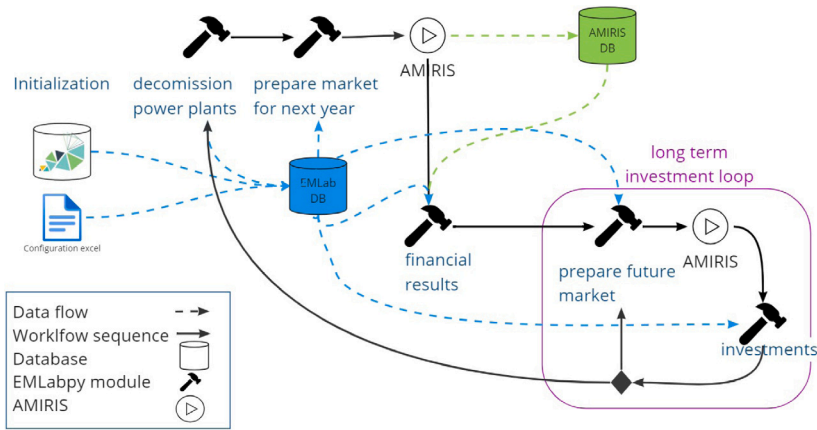 AMIRIS
DB
AMIRIS
Initialization
decomission
power plants
prepare market
for next year
EMLab
DB
long term
investment loop
Configuration excel
financial
results
prepare future
market
AMIRIS
investments
Data flow
Worklfow sequence
Database
EMLabpy module
AMIRIS